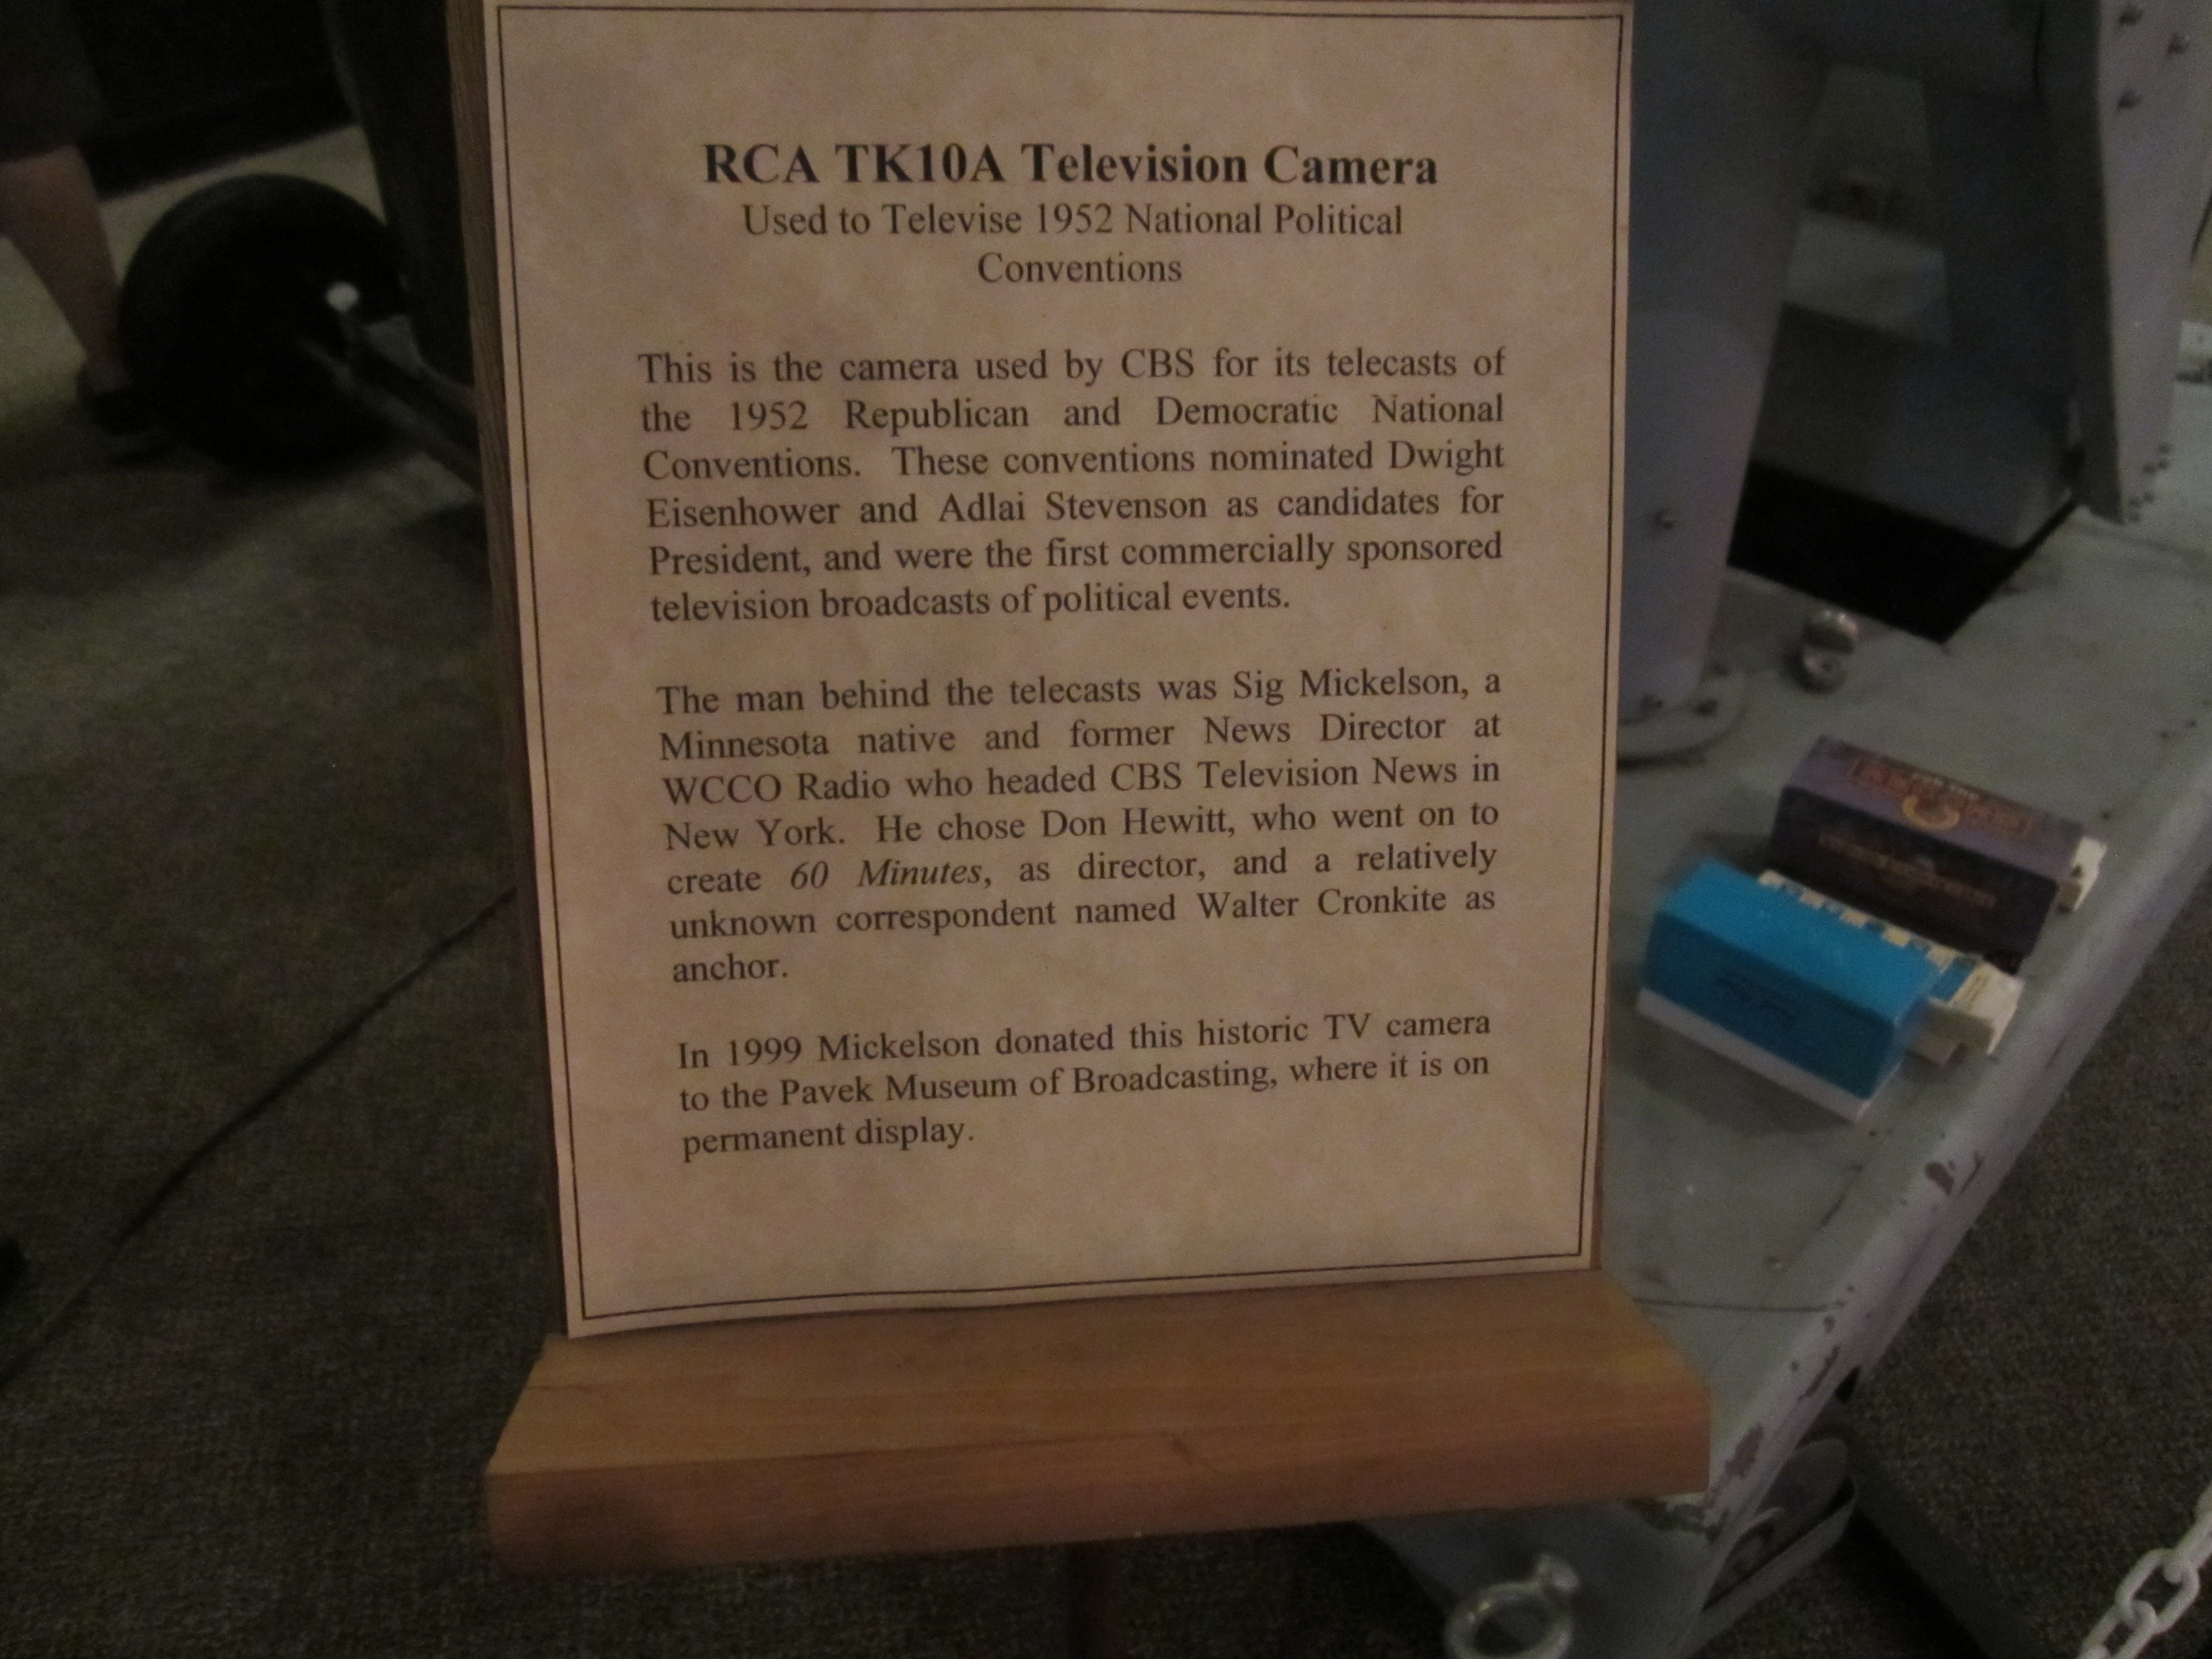 RCA TK10A Television Camera
Used to Televise 1952 National Political
Conventions
This is the camera used by CBS for its telecasts of
the 1952 Republican and Democratic National
Conventions. These conventions nominated Dwight
Eisenhower and Adlai Stevenson as candidates for
President, and were the first commercially sponsored
television broadcasts of political events.
The man behind the telecasts was Sig Mickelson, a
Minnesota native and former News Director at
WCCO Radio who headed CBS Television News in
New York. He chose Don Hewitt, who went on to
create 60 Minutes, as director, and a relatively
unknown correspondent named Walter Cronkite as
anchor.
In 1999 Mickelson donated this historic TV camera
to the Pavek Museum of Broadcasting, where it is on
permanent display.